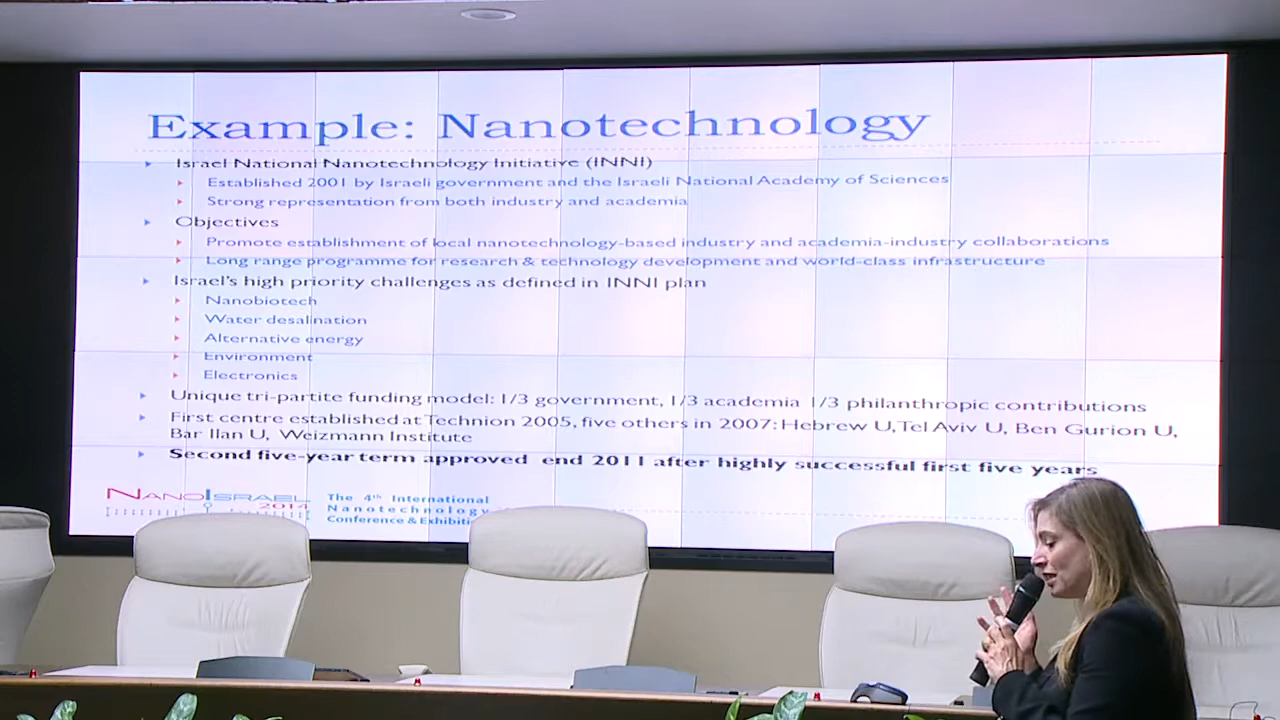 Example: Nanotechnology
Israel National Nanotechnology Initiative (INNI)
Established 2001 by Israeli government and the Israeli National Academy of Sciences
Strong representation from both industry and academia
Objectives
Promote establishment of local nanotechnology-based industry and academia-industry collaborations
Long range programme for research & technology development and world-class infrastructure
Israel's high priority challenges as defined in INNI plan
Nanobiotech
Water desalination
Alternative energy
Environment
Electronics
Unique tri-partite funding model: 1/3 government, 1/3 academia 1/3 philanthropic contributions
First centre established at Technion 2005, five others in 2007: Hebrew U, Tel Aviv U, Ben Gurion U,
Bar Ilan U, Weizmann Institute
Second five-year term approved end 2011 after highly successful first five years
NANOISRAEL
2014
The 4th International
Nanotechnology
Conference & Exhibitio